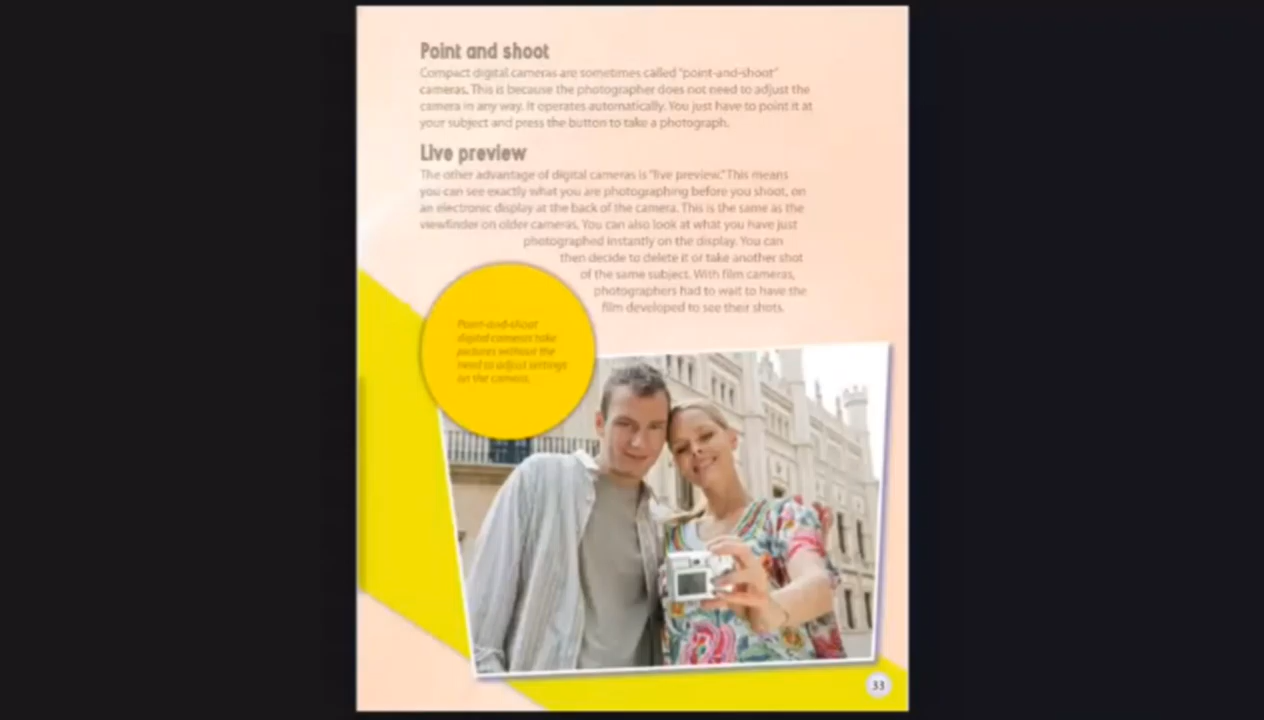 Point and shoot
Compact digital cameras are sometimes called "point-and-shoot"
cameras. This is because the photographer does not need to adjust the
camera in any way. It operates automatically. You just have to point it at
your subject and press the button to take a photograph.
Live preview
The other advantage of digital cameras is "live preview." This means
you can see exactly what you are photographing before you shoot, on
an electronic display at the back of the camera. This is the same as the
viewfinder on older cameras. You can also look at what you have just
photographed instantly on the display. You can
then decide to delete it or take another shot
of the same subject. With film cameras,
photographers had to wait to have the
film developed to see their shots.
Point-and-shoot
digital cameras take
pictures without the
need to adjust settings
on the camera.
33